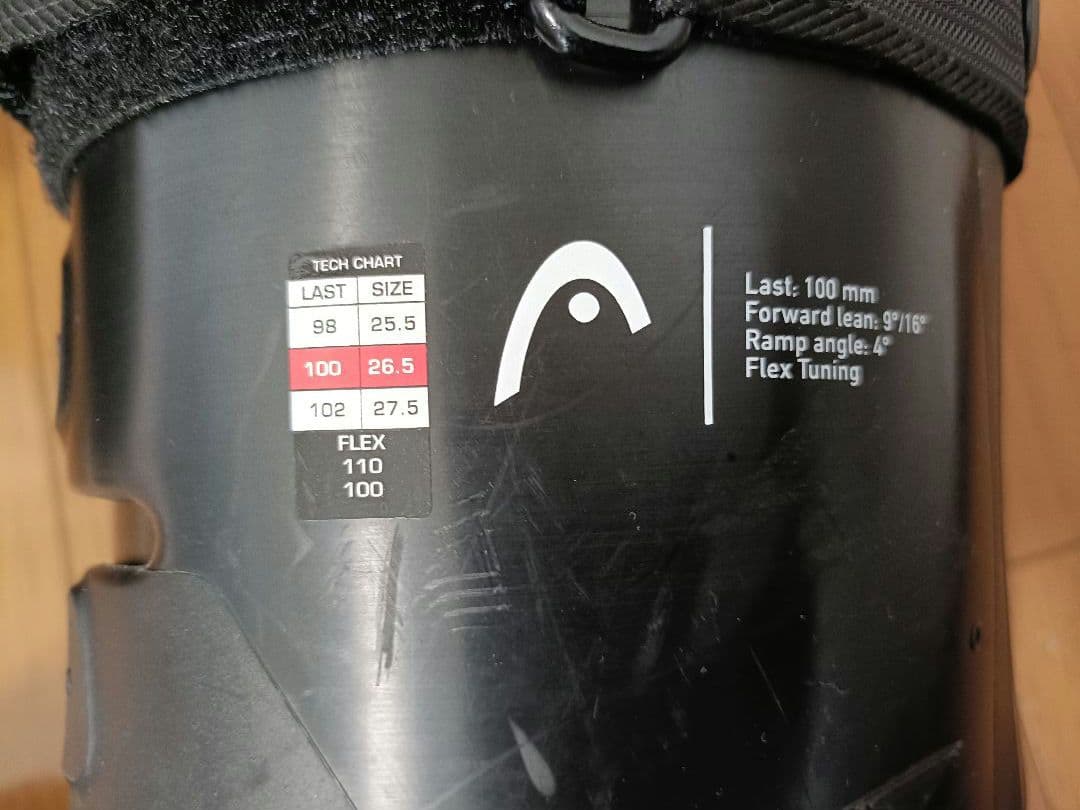 TECH CHART
LAST SIZE
98 25.5
100 26.5
102 27.5
FLEX
110
100
Last: 100 mm
Forward lean: 9°/16°
Ramp angle: 4°
Flex Tuning